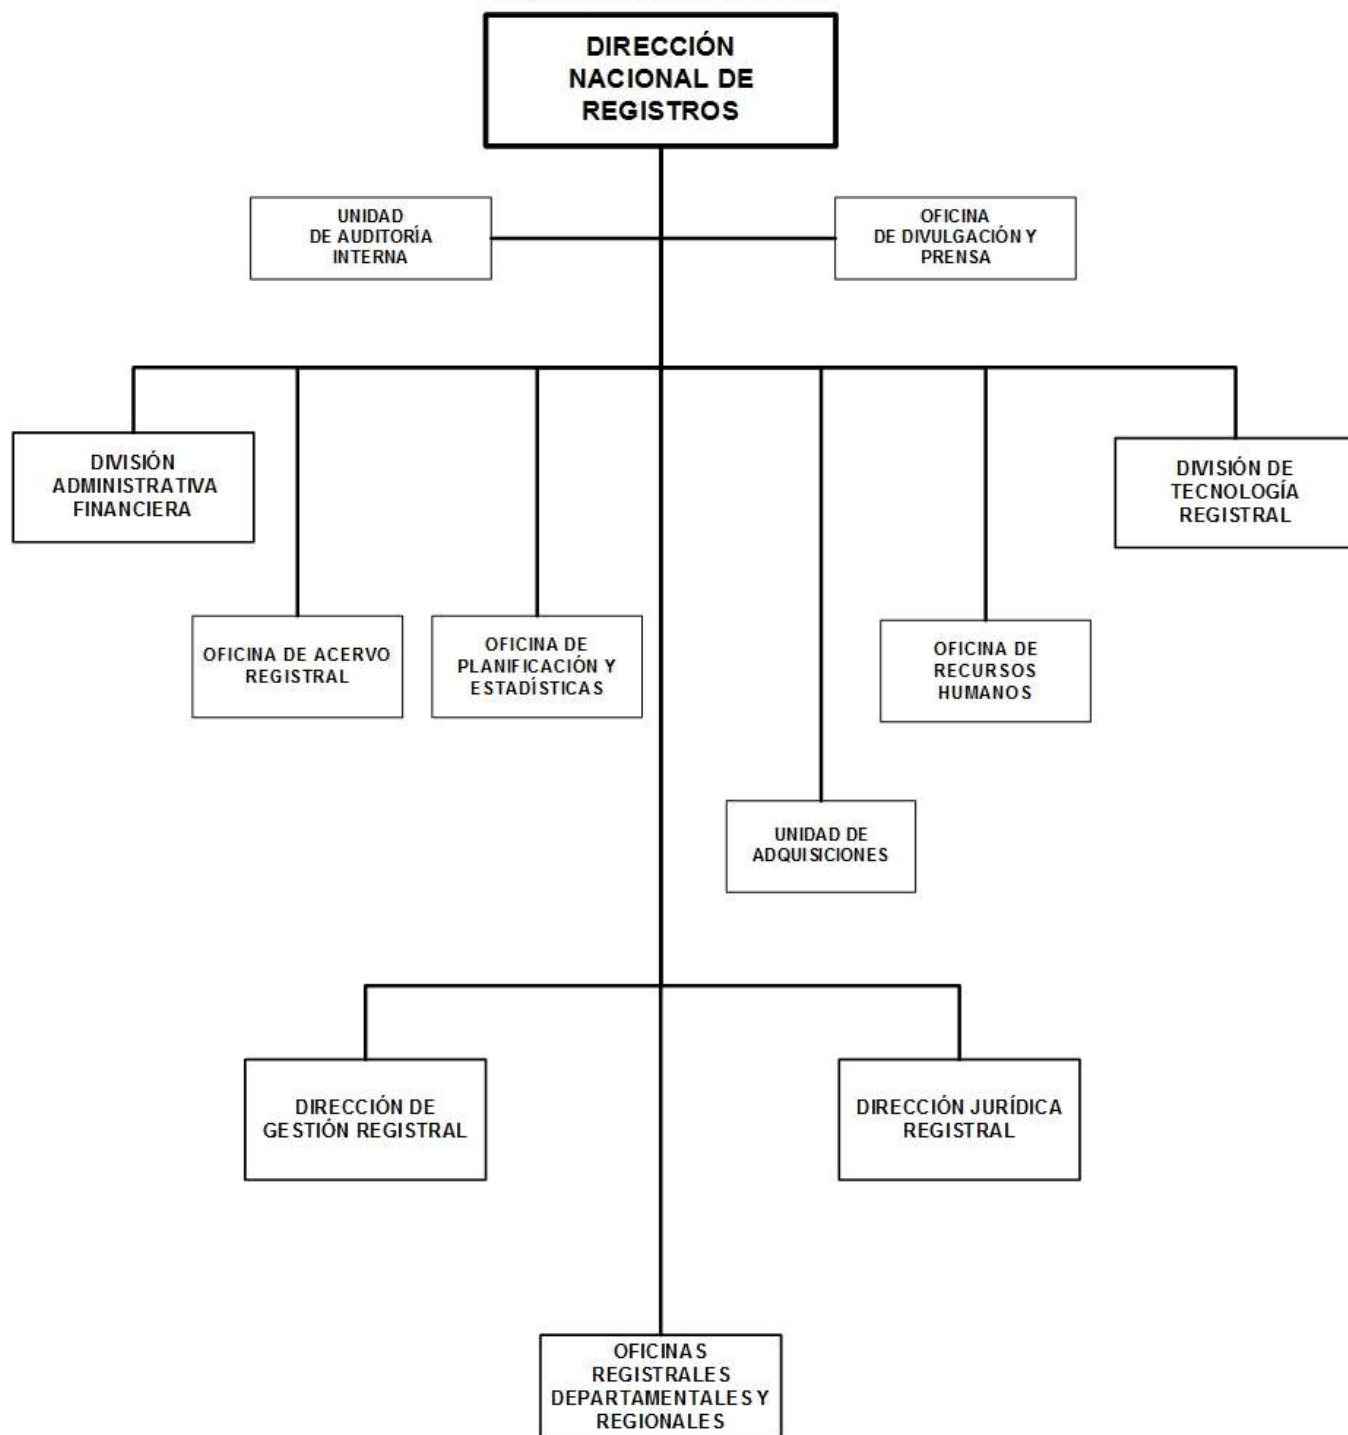 DIRECCIÓN
NACIONAL DE
REGISTROS
UNIDAD
DE AUDITORÍA
INTERNA
OFICINA
DE DIVULGACIÓN Y
PRENSA
DIVISIÓN
ADMINISTRATIVA
FINANCIERA
DIVISIÓN DE
TECNOLOGÍA
REGISTRAL
OFICINA DE ACERVO
REGISTRAL
OFICINA DE
PLANIFICACIÓN Y
ESTADÍSTICAS
OFICINA DE
RECURSOS
HUMANOS
UNIDAD DE
ADQUISICIONES
DIRECCIÓN DE
GESTIÓN REGISTRAL
DIRECCIÓN JURÍDICA
REGISTRAL
OFICINAS
REGISTRALES
DEPARTAMENTALES Y
REGIONALES